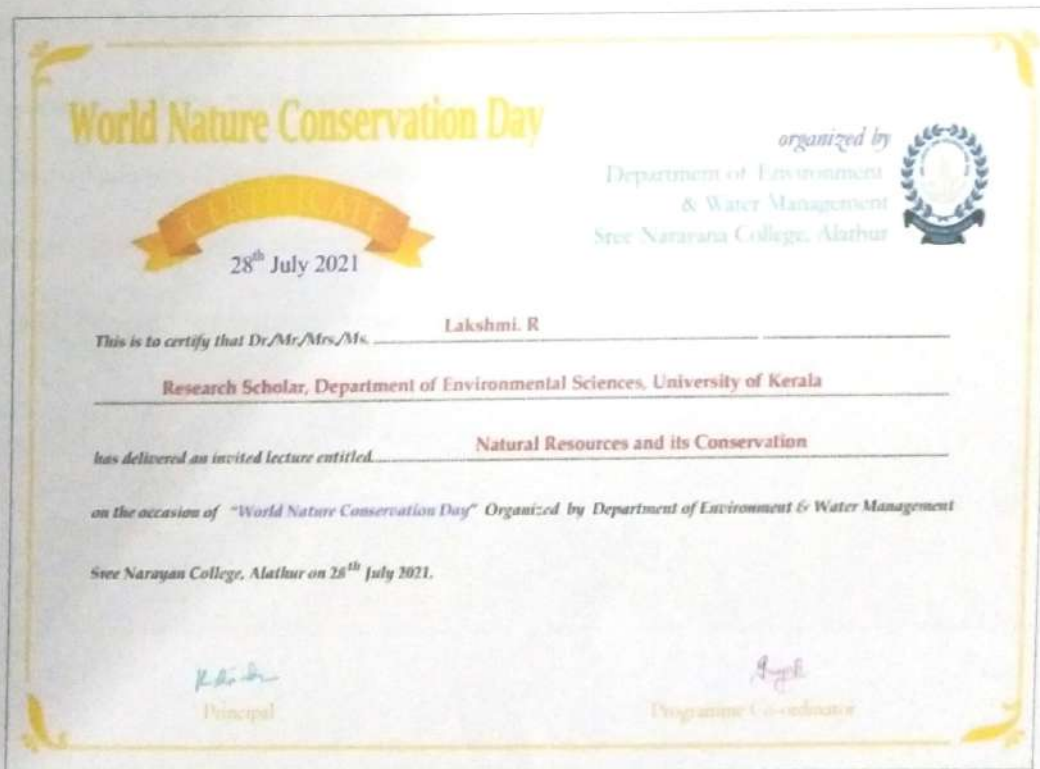 World Nature Conservation Day
organized by
Department of Environment
& Water Management
Sree Narayana College, Alathur
CERTIFICATE
28th July 2021
This is to certify that Dr./Mr./Mrs./Ms. Lakshmi. R
Research Scholar, Department of Environmental Sciences, University of Kerala
has delivered an invited lecture entitled Natural Resources and its Conservation
on the occasion of "World Nature Conservation Day" Organized by Department of Environment & Water Management
Sree Narayan College, Alathur on 28th July 2021.
Principal
Programme Co-ordinator